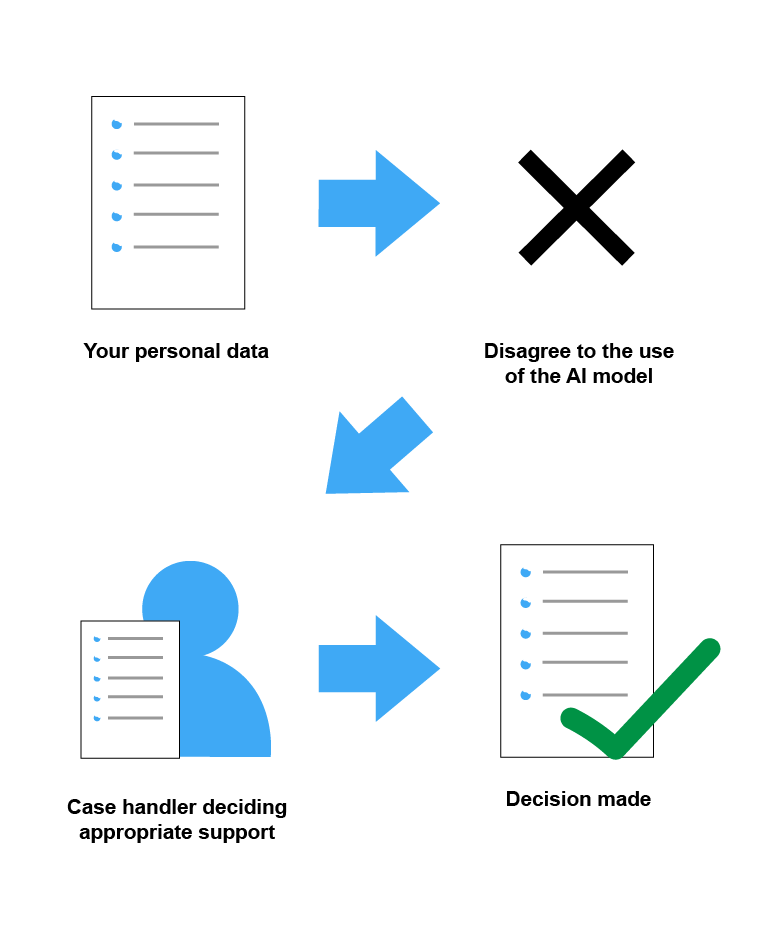 Your personal data
Disagree to the use
of the AI model
Case handler deciding
appropriate support
Decision made